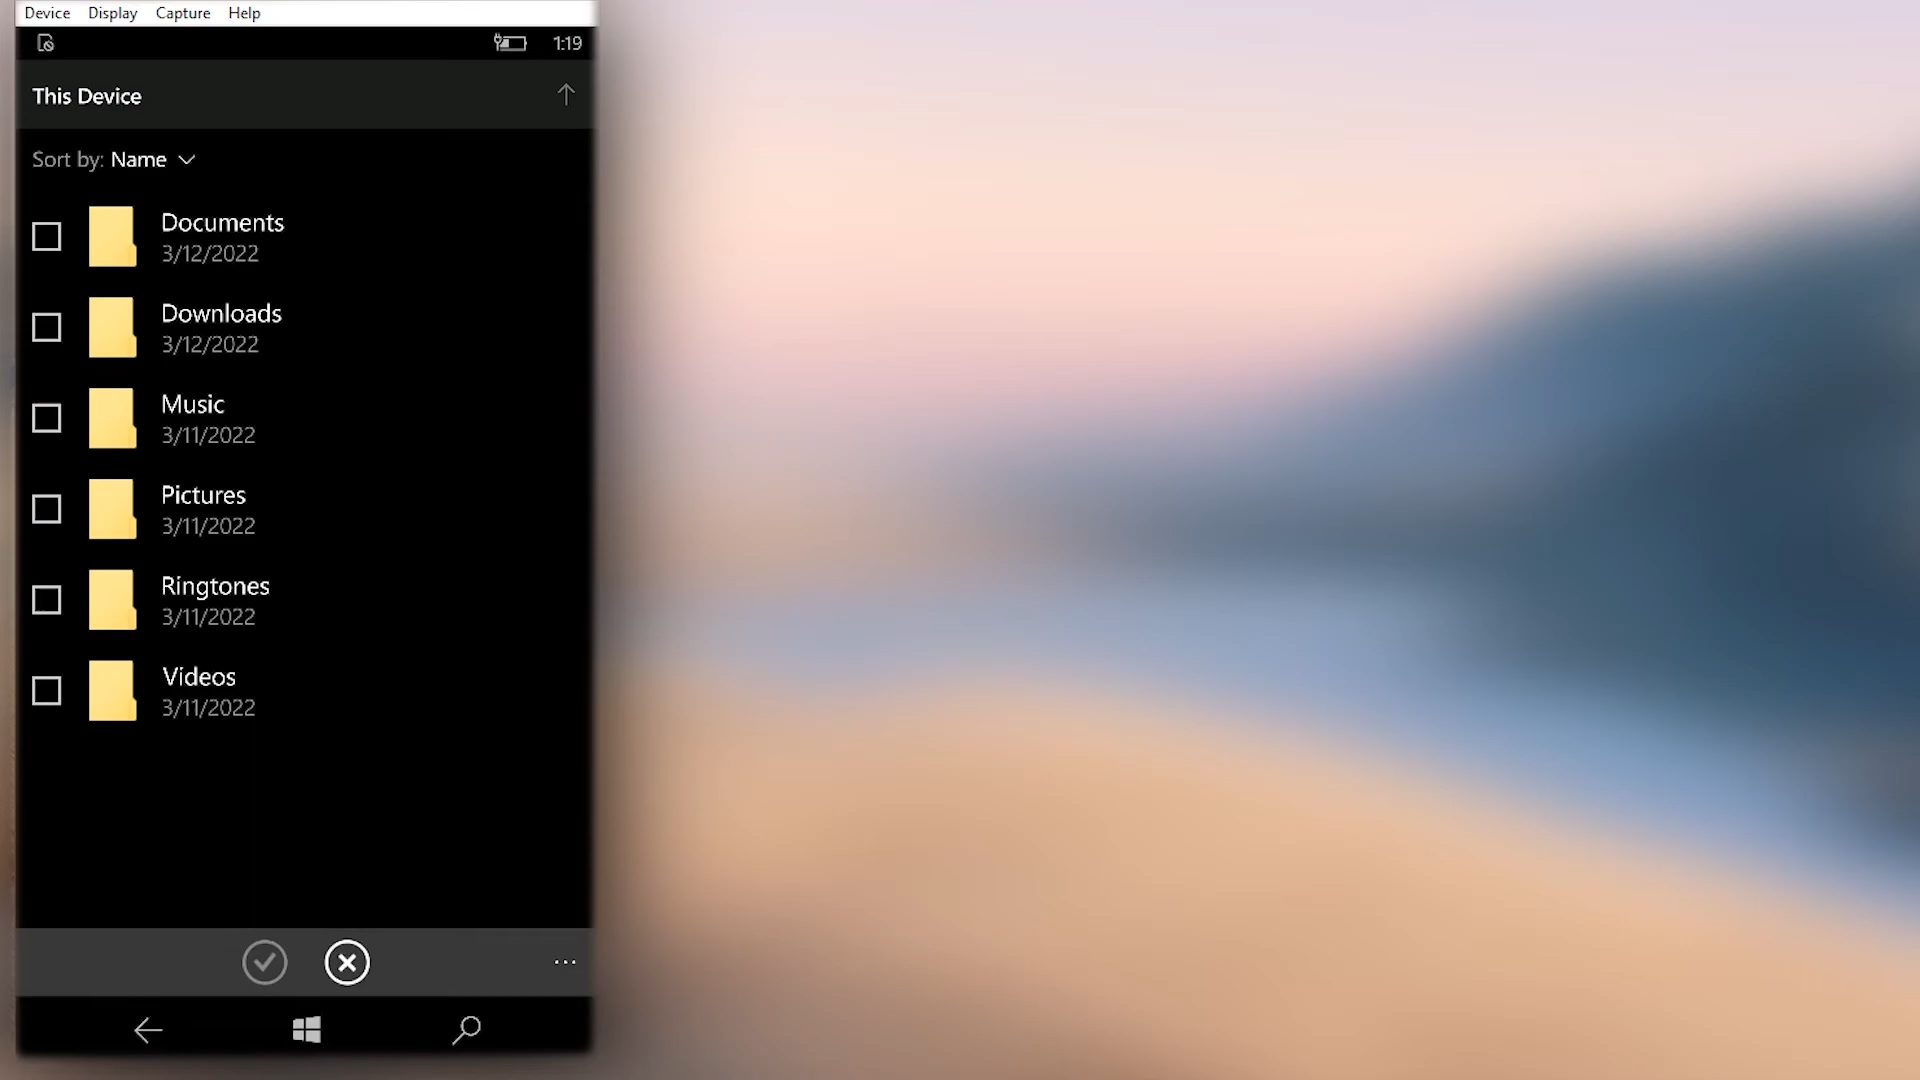 Device Display Capture Help
1:19
This Device
Sort by: Name
Documents
3/12/2022
Downloads
3/12/2022
Music
3/11/2022
Pictures
3/11/2022
Ringtones
3/11/2022
Videos
3/11/2022